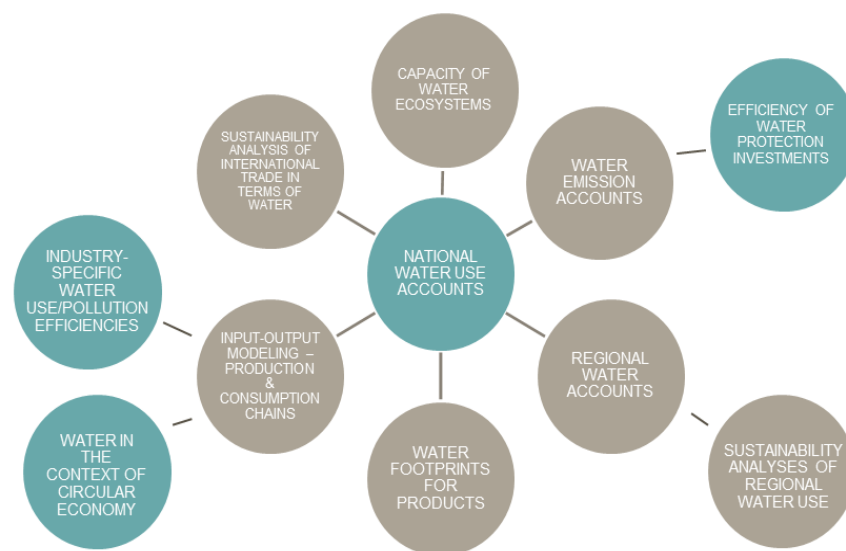 CAPACITY OF
WATER
ECOSYSTEMS
EFFICIENCY OF
WATER
PROTECTION
INVESTMENTS
SUSTAINABILITY
ANALYSIS OF
INTERNATIONAL
TRADE IN
TERMS OF
WATER
WATER
EMISSION
ACCOUNTS
NATIONAL
WATER USE
ACCOUNTS
INDUSTRY-
SPECIFIC
WATER
USE/POLLUTION
EFFICIENCIES
INPUT-OUTPUT
MODELING –
PRODUCTION
&
CONSUMPTION
CHAINS
REGIONAL
WATER
ACCOUNTS
WATER IN
THE
CONTEXT OF
CIRCULAR
ECONOMY
WATER
FOOTPRINTS
FOR
PRODUCTS
SUSTAINABILITY
ANALYSES OF
REGIONAL
WATER USE